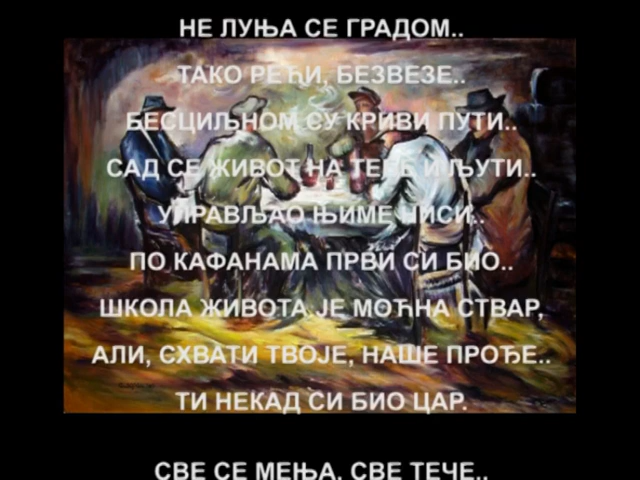 НЕ ЛУЊА СЕ ГРАДОМ..
ТАКО РЕЋИ, БЕЗВЕЗЕ..
БЕСЦИЉНОМ СУ КРИВИ ПУТИ..
САД СЕ ЖИВОТ НА ТЕБЕ И ЉУТИ..
УПРАВЉАО ЊИМЕ НИСИ..
ПО КАФАНАМА ПРВИ СИ БИО..
ШКОЛА ЖИВОТА ЈЕ МОЋНА СТВАР,
АЛИ, СХВАТИ ТВОЈЕ, НАШЕ ПРОЂЕ..
ТИ НЕКАД СИ БИО ЦАР.
СВЕ СЕ МЕЊА. СВЕ ТЕЧЕ..